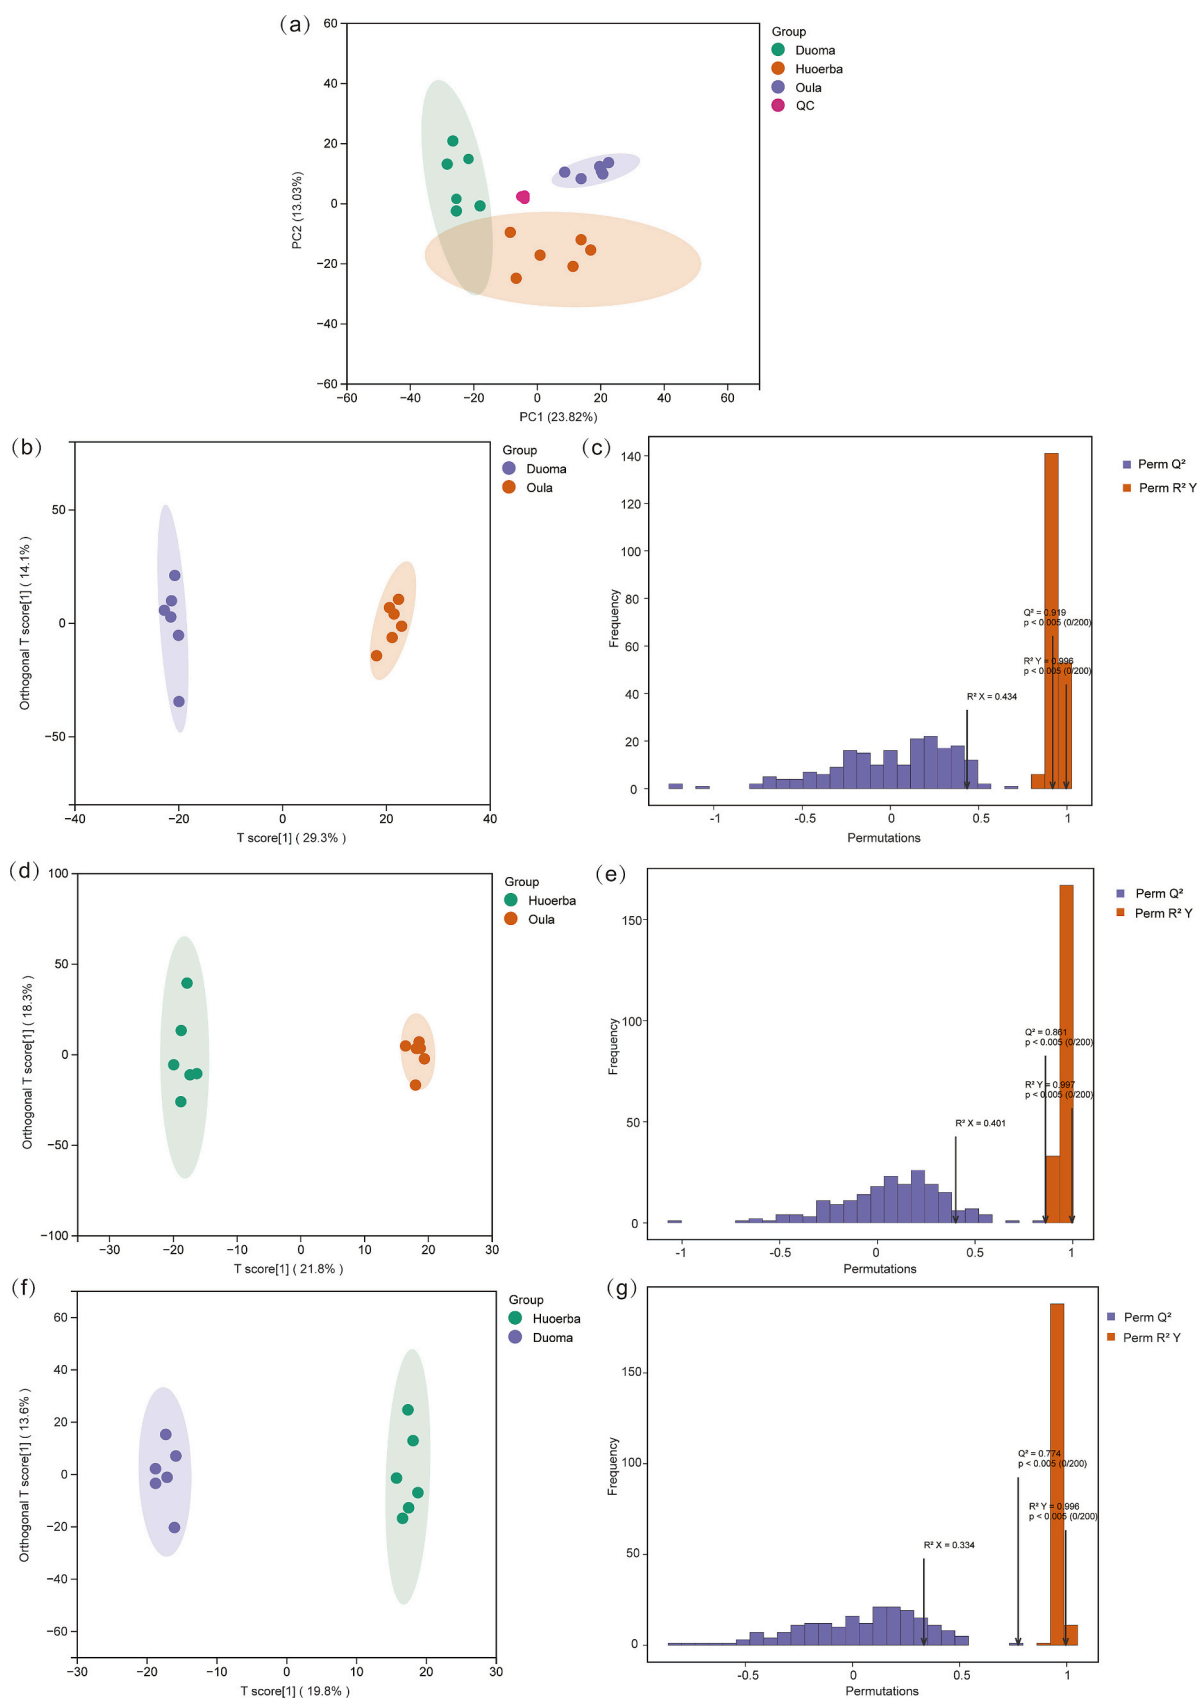 (a)
Group
Duoma
Huoerba
Oula
QC
60
40
20
0
−20
−40
−60
PC2 (13.03%)
−60 −40 −20 0 20 40 60
PC1 (23.82%)
(b)
Group
Duoma
Oula
50
0
−50
Orthogonal T score[1] ( 14.1% )
−40 −20 0 20 40
T score[1] ( 29.3% )
(c)
Perm Q²
Perm R² Y
140
120
100
80
60
40
20
0
Frequency
Q² = 0.919
p < 0.005 (0/200)
R² Y = 0.996
p < 0.005 (0/200)
R² X = 0.434
-1 -0.5 0 0.5 1
Permutations
(d)
Group
Huoerba
Oula
100
50
0
−50
−100
Orthogonal T score[1] ( 18.3% )
−30 −20 −10 0 10 20 30
T score[1] ( 21.8% )
(e)
Perm Q²
Perm R² Y
150
100
50
0
Frequency
Q² = 0.861
p < 0.005 (0/200)
R² Y = 0.997
p < 0.005 (0/200)
R² X = 0.401
-1 -0.5 0 0.5 1
Permutations
(f)
Group
Huoerba
Duoma
60
40
20
0
−20
−40
−60
Orthogonal T score[1] ( 13.6% )
−30 −20 −10 0 10 20 30
T score[1] ( 19.8% )
(g)
Perm Q²
Perm R² Y
150
100
50
0
Frequency
Q² = 0.774
p < 0.005 (0/200)
R² Y = 0.996
p < 0.005 (0/200)
R² X = 0.334
-0.5 0 0.5 1
Permutations